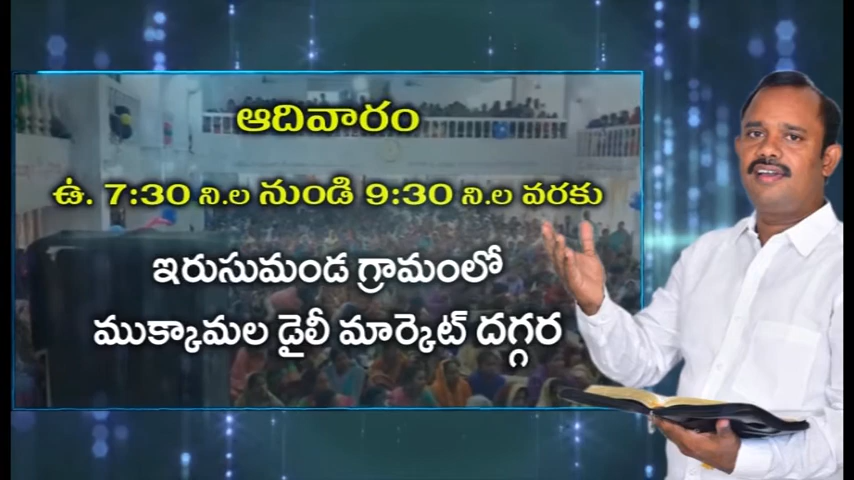 ఆదివారం
ఉ. 7:30 ని.ల నుండి 9:30 ని.ల వరకు
ఇరుసుమండ గ్రామంలో
ముక్కామల డైలీ మార్కెట్ దగ్గర